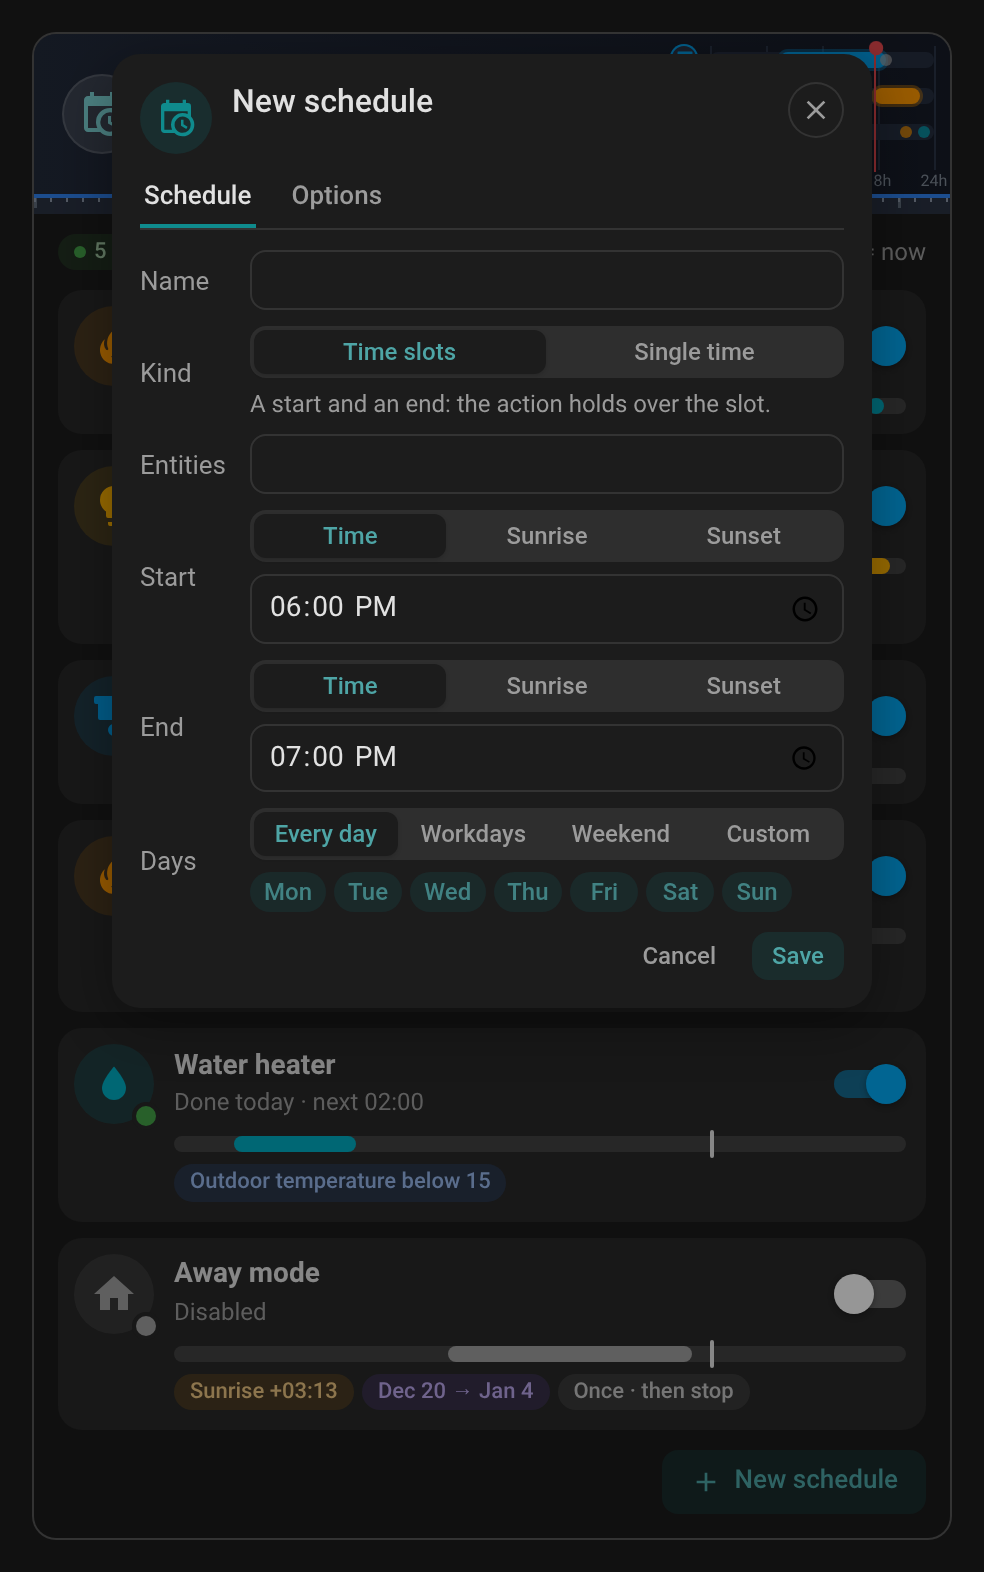 New schedule
Schedule Options
8h 24h
5
now
Name
Kind
Time slots Single time
A start and an end: the action holds over the slot.
Entities
Start
Time Sunrise Sunset
06:00 PM
End
Time Sunrise Sunset
07:00 PM
Days
Every day Workdays Weekend Custom
Mon Tue Wed Thu Fri Sat Sun
Cancel Save
Water heater
Done today · next 02:00
Outdoor temperature below 15
Away mode
Disabled
Sunrise +03:13 Dec 20 → Jan 4 Once · then stop
+ New schedule